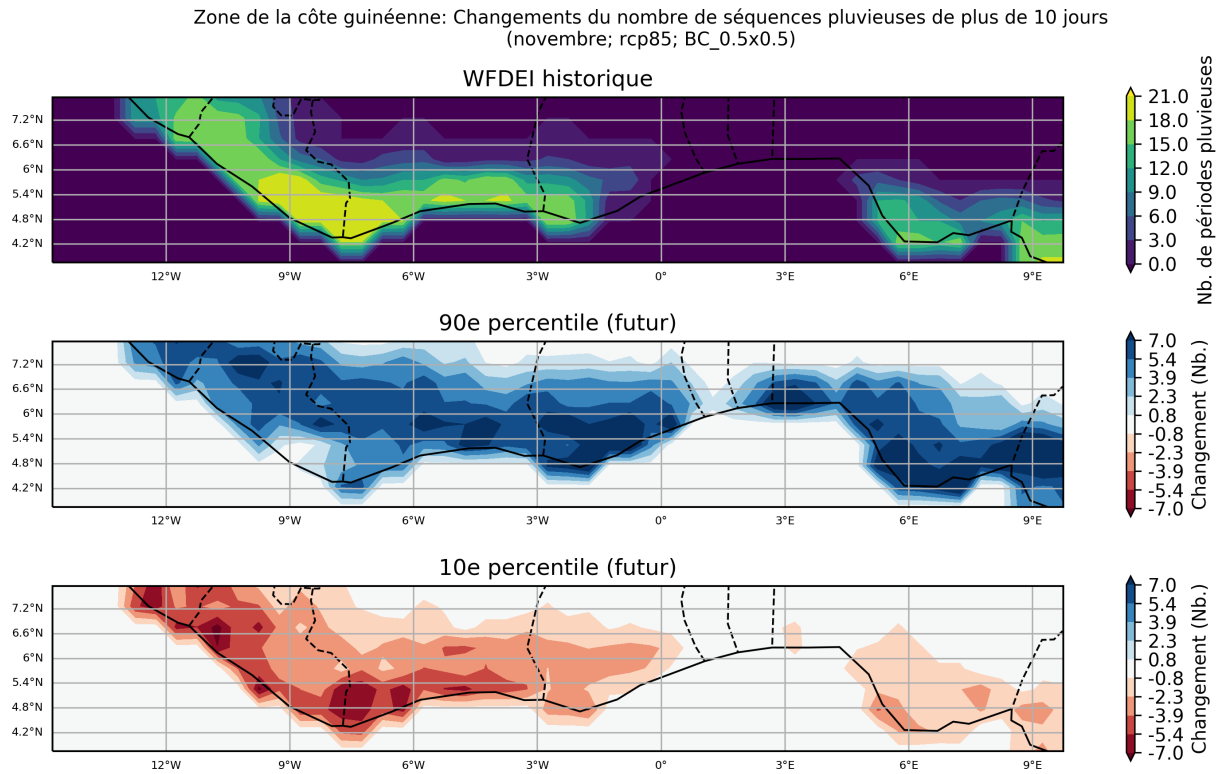 Zone de la côte guinéenne: Changements du nombre de séquences pluvieuses de plus de 10 jours
(novembre; rcp85; BC_0.5x0.5)
WFDEI historique
7.2°N
6.6°N
6°N
5.4°N
4.8°N
4.2°N
12°W 9°W 6°W 3°W 0° 3°E 6°E 9°E
21.0
18.0
15.0
12.0
9.0
6.0
3.0
0.0
Nb. de périodes pluvieuses
90e percentile (futur)
7.2°N
6.6°N
6°N
5.4°N
4.8°N
4.2°N
12°W 9°W 6°W 3°W 0° 3°E 6°E 9°E
7.0
5.4
3.9
2.3
0.8
-0.8
-2.3
-3.9
-5.4
-7.0
Changement (Nb.)
10e percentile (futur)
7.2°N
6.6°N
6°N
5.4°N
4.8°N
4.2°N
12°W 9°W 6°W 3°W 0° 3°E 6°E 9°E
7.0
5.4
3.9
2.3
0.8
-0.8
-2.3
-3.9
-5.4
-7.0
Changement (Nb.)